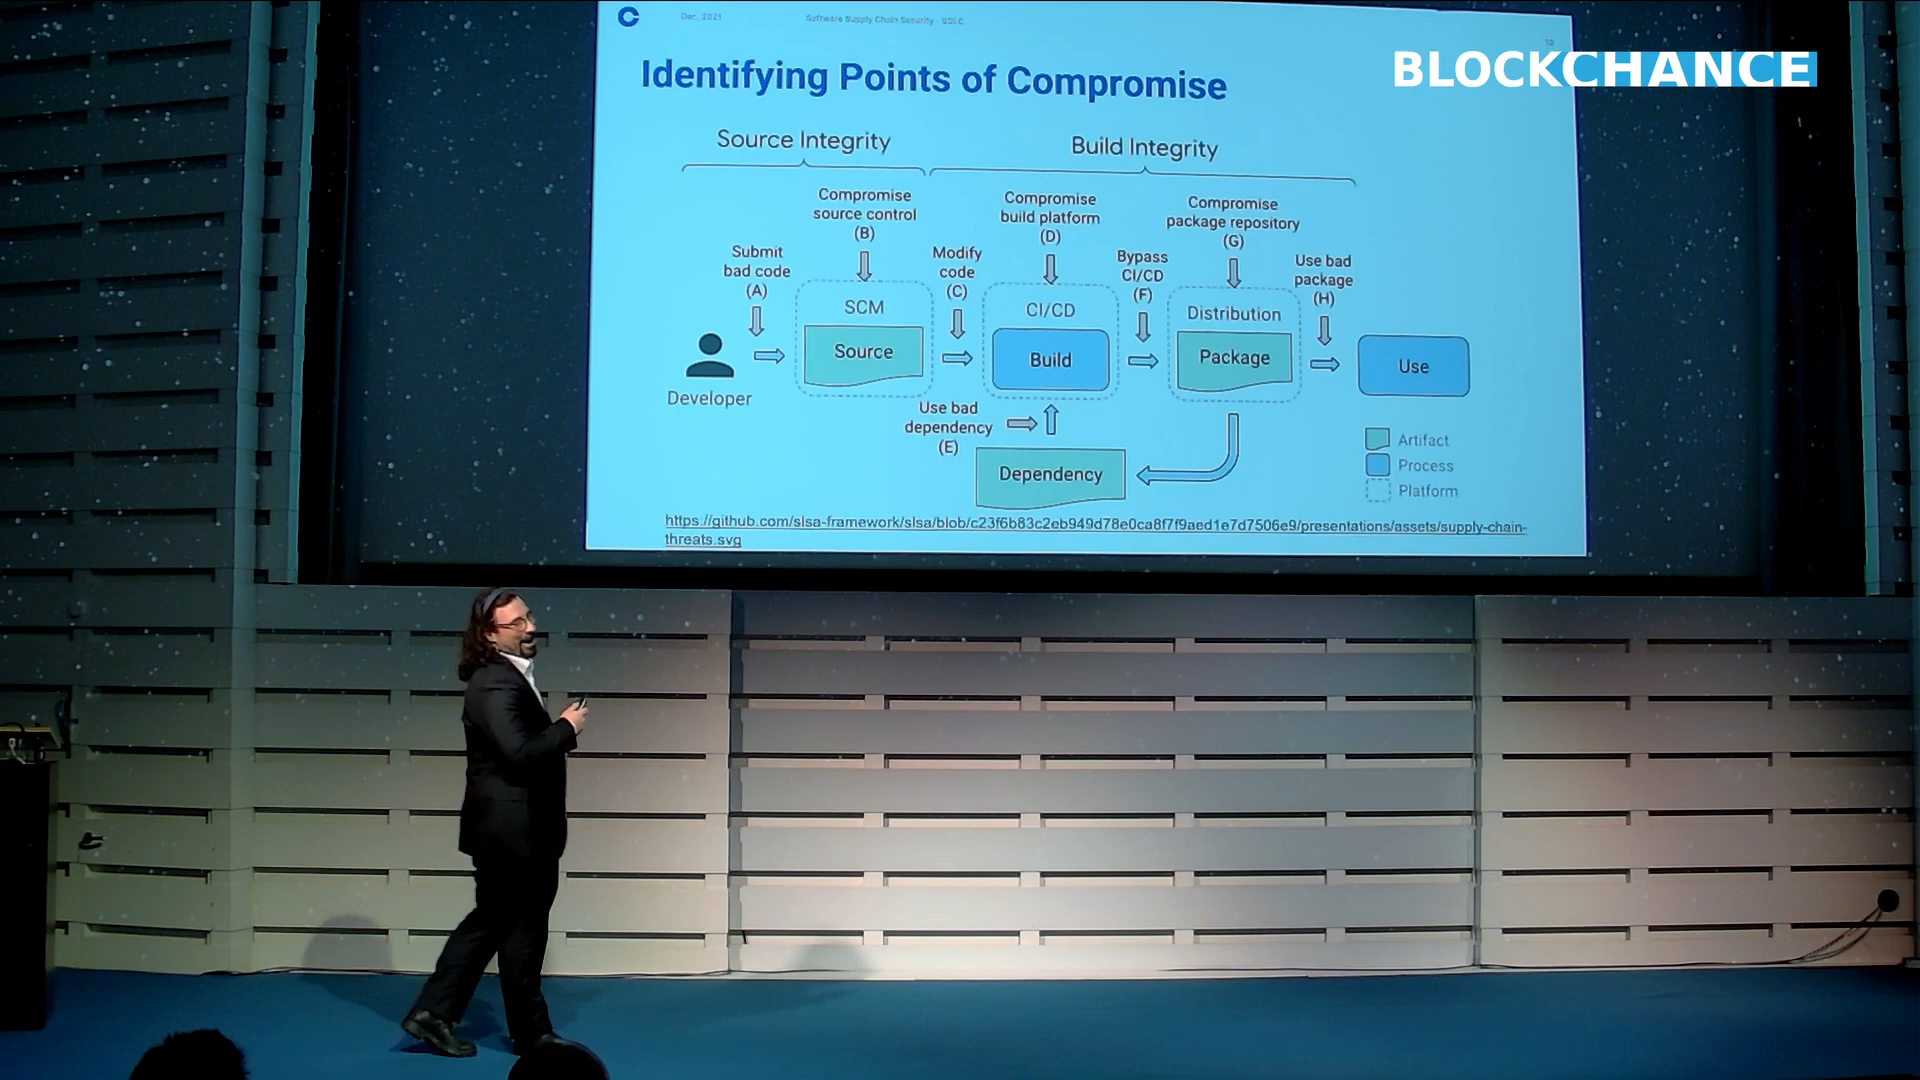 Dec, 2021
Software Supply Chain Security - UDLC
10
BLOCKCHANCE
Identifying Points of Compromise
Source Integrity
Build Integrity
Compromise
source control
(B)
Compromise
build platform
(D)
Compromise
package repository
(G)
Submit
bad code
(A)
Modify
code
(C)
Bypass
CI/CD
(F)
Use bad
package
(H)
SCM
Source
CI/CD
Build
Distribution
Package
Use
Developer
Use bad
dependency
(E)
Dependency
Artifact
Process
Platform
https://github.com/slsa-framework/slsa/blob/c23f6b83c2eb949d78e0ca8f7f9aed1e7d7506e9/presentations/assets/supply-chain-
threats.svg